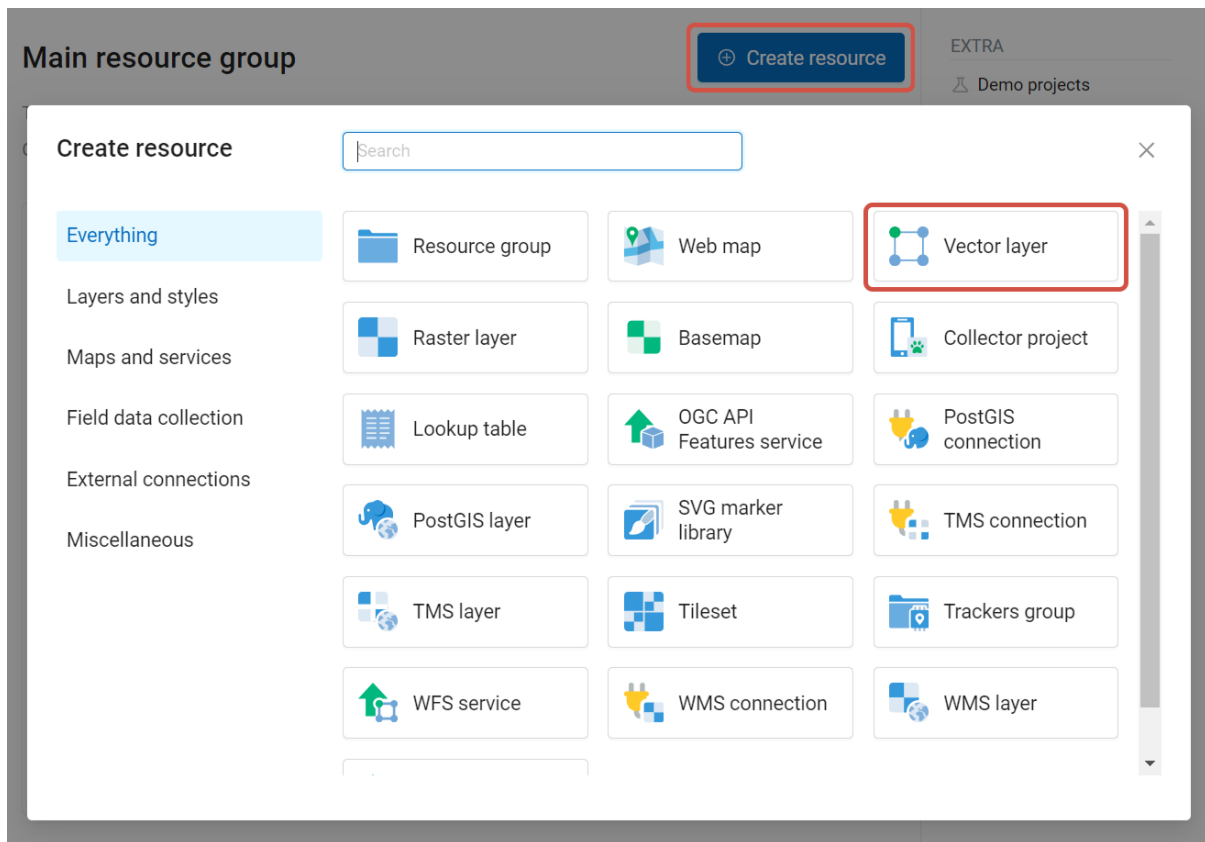 Main resource group
Create resource
EXTRA
Demo projects
Create resource
Search
Everything
Layers and styles
Maps and services
Field data collection
External connections
Miscellaneous
Resource group
Web map
Vector layer
Raster layer
Basemap
Collector project
Lookup table
OGC API
Features service
PostGIS
connection
PostGIS layer
SVG marker
library
TMS connection
TMS layer
Tileset
Trackers group
WFS service
WMS connection
WMS layer